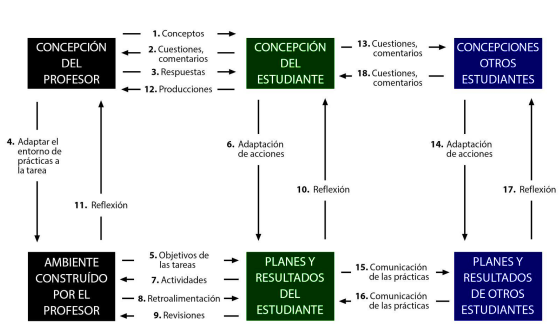 1. Conceptos
2. Cuestiones,
comentarios
3. Respuestas
12. Producciones
13. Cuestiones,
comentarios
18. Cuestiones,
comentarios
CONCEPCIÓN
DEL
PROFESOR
CONCEPCIÓN
DEL
ESTUDIANTE
CONCEPCIONES
OTROS
ESTUDIANTES
4. Adaptar el
entorno de
prácticas a
la tarea
11. Reflexión
6. Adaptación
de acciones
10. Reflexión
14. Adaptación
de acciones
17. Reflexión
5. Objetivos de
las tareas
7. Actividades
8. Retroalimentación
9. Revisiones
15. Comunicación
de las prácticas
16. Comunicación
de las prácticas
AMBIENTE
CONSTRUÍDO
POR EL
PROFESOR
PLANES Y
RESULTADOS
DEL
ESTUDIANTE
PLANES Y
RESULTADOS
DE OTROS
ESTUDIANTES